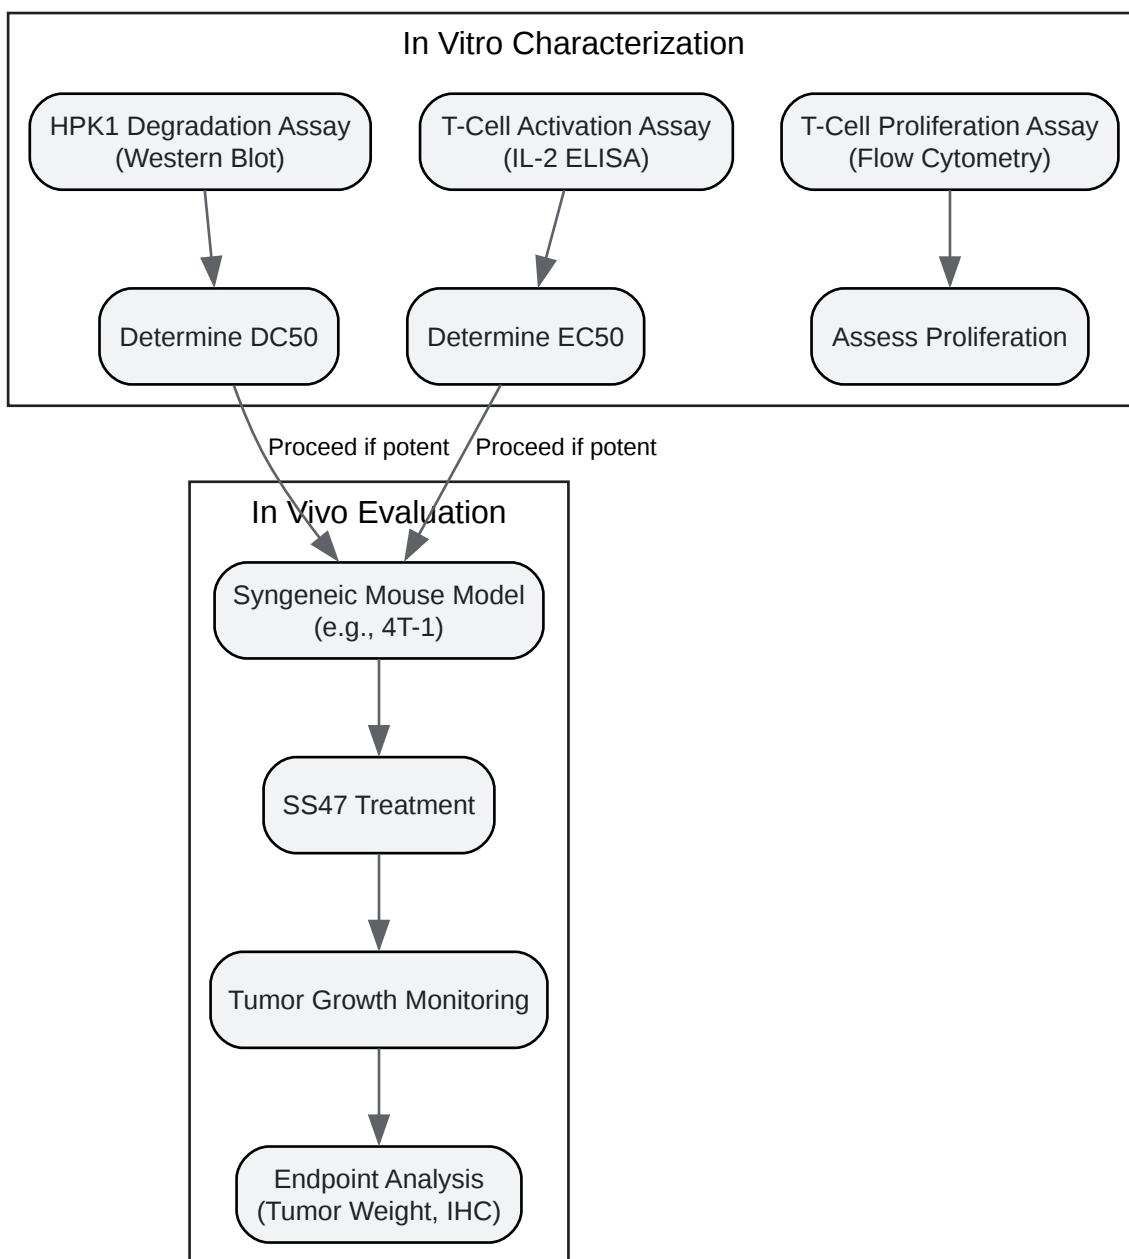 In Vitro Characterization
HPK1 Degradation Assay
(Western Blot)
T-Cell Activation Assay
(IL-2 ELISA)
T-Cell Proliferation Assay
(Flow Cytometry)
Determine DC50
Determine EC50
Assess Proliferation
Proceed if potent
Proceed if potent
In Vivo Evaluation
Syngeneic Mouse Model
(e.g., 4T-1)
SS47 Treatment
Tumor Growth Monitoring
Endpoint Analysis
(Tumor Weight, IHC)